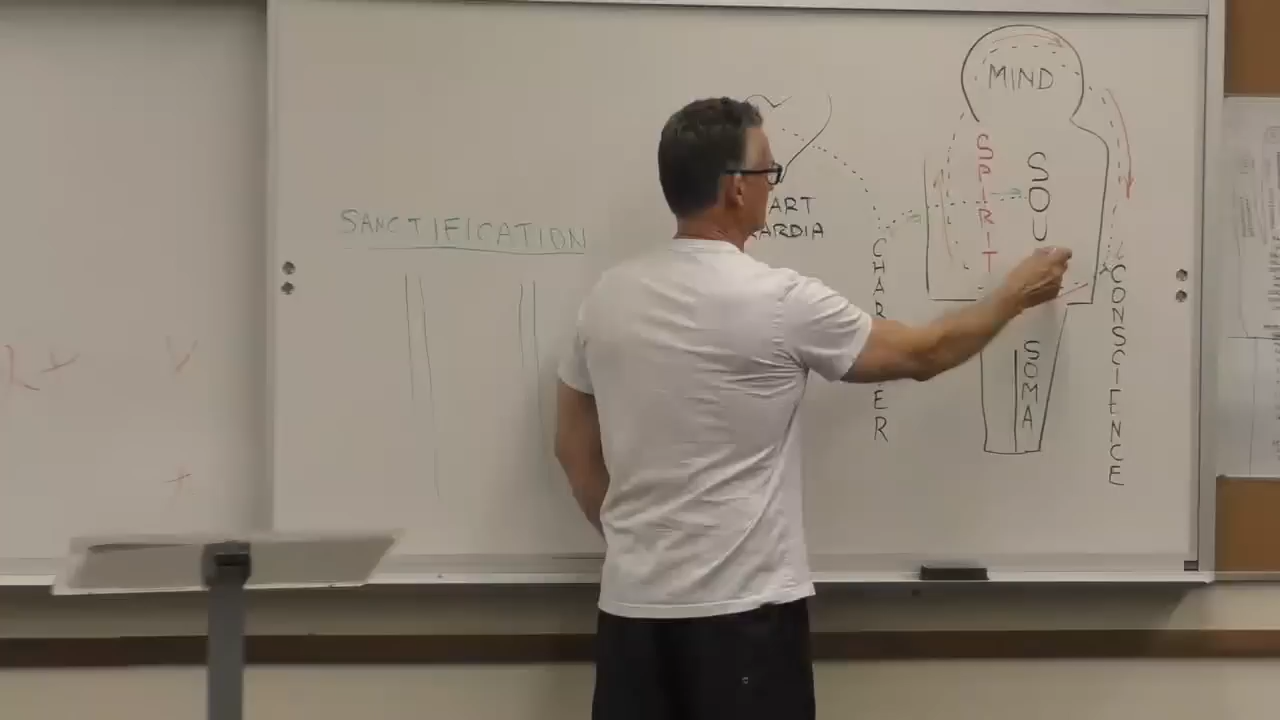 MIND
SPIRIT
SOU
SANCTIFICATION
ART
ARDIA
CHAR
ER
CONSCIENCE
SOMA